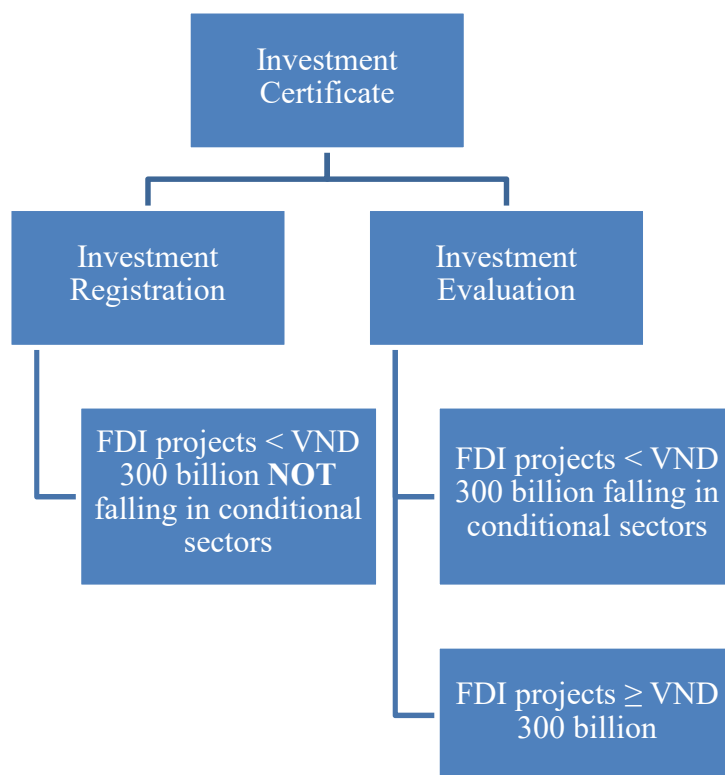 Investment
Certificate
Investment
Registration
Investment
Evaluation
FDI projects < VND
300 billion NOT
falling in conditional
sectors
FDI projects < VND
300 billion falling in
conditional sectors
FDI projects ≥ VND
300 billion